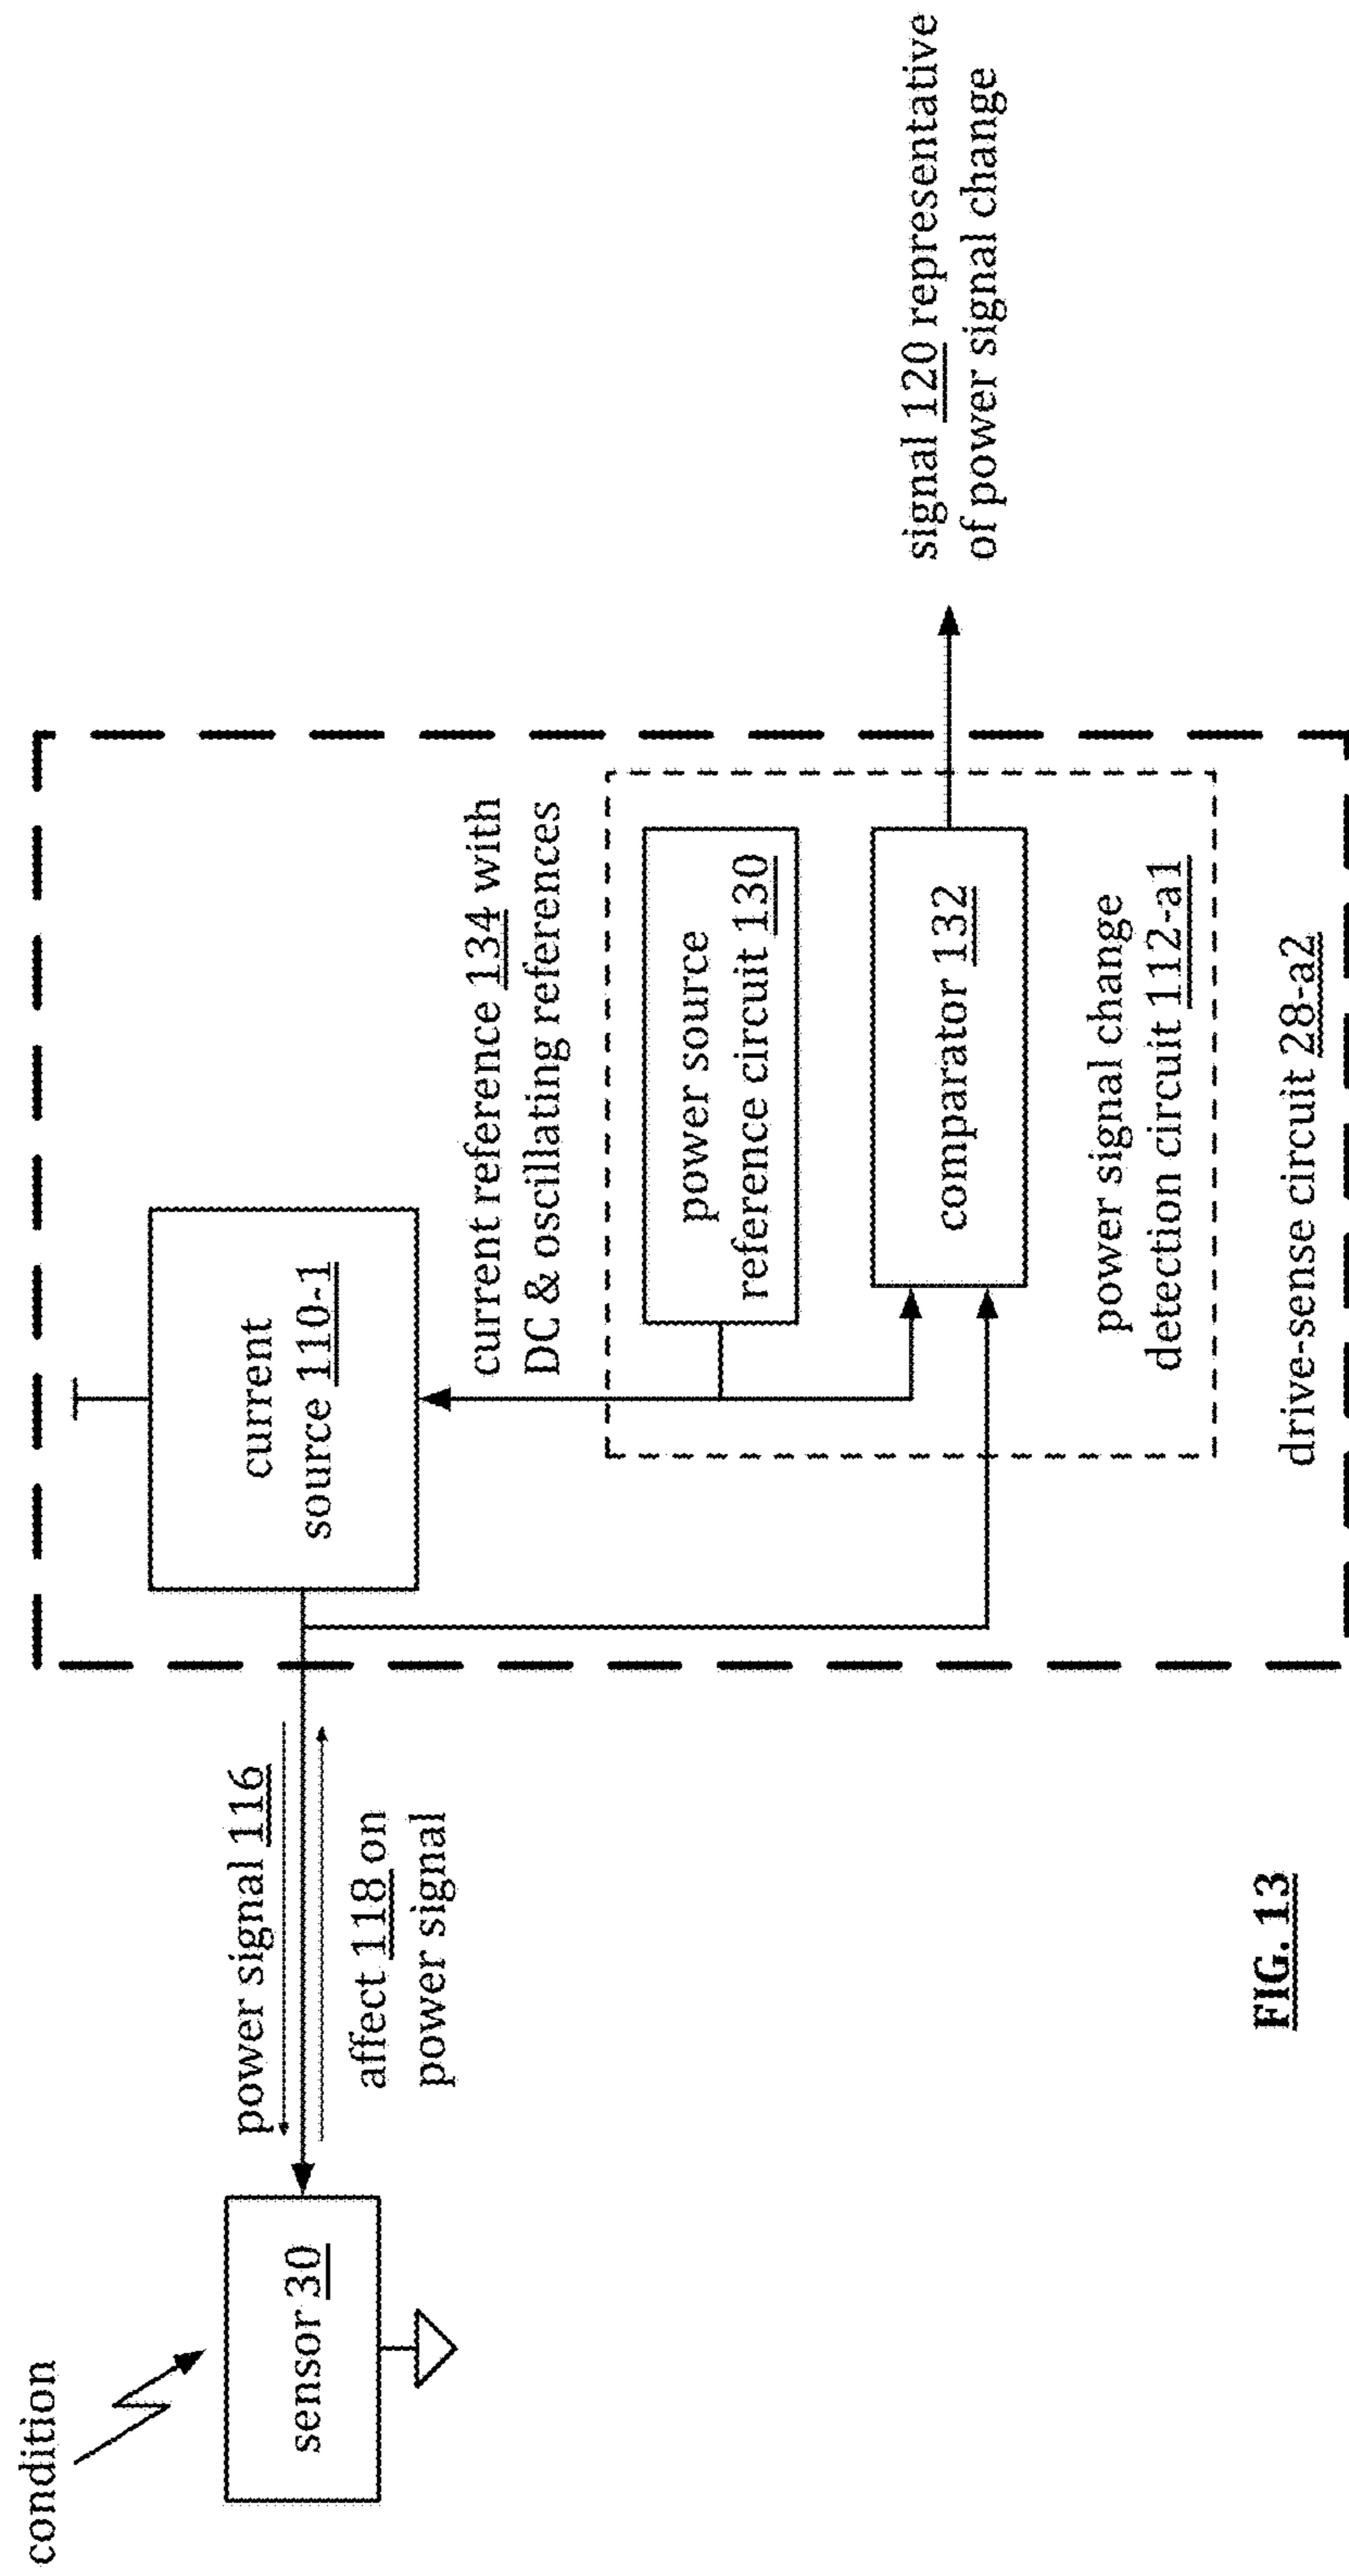 condition
sensor 30
power signal 116
affect 118 on
power signal
current
source 110-1
current reference 134 with
DC & oscillating references
power source
reference circuit 130
comparator 132
power signal change
detection circuit 112-a1
drive-sense circuit 28-a2
signal 120 representative
of power signal change
FIG. 13